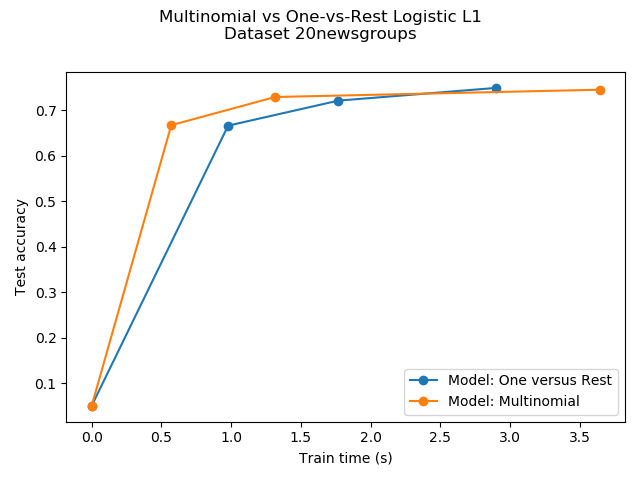 Multinomial vs One-vs-Rest Logistic L1
Dataset 20newsgroups
0.7
0.6
0.5
0.4
0.3
0.2
0.1
Test accuracy
Model: One versus Rest
Model: Multinomial
0.0 0.5 1.0 1.5 2.0 2.5 3.0 3.5
Train time (s)